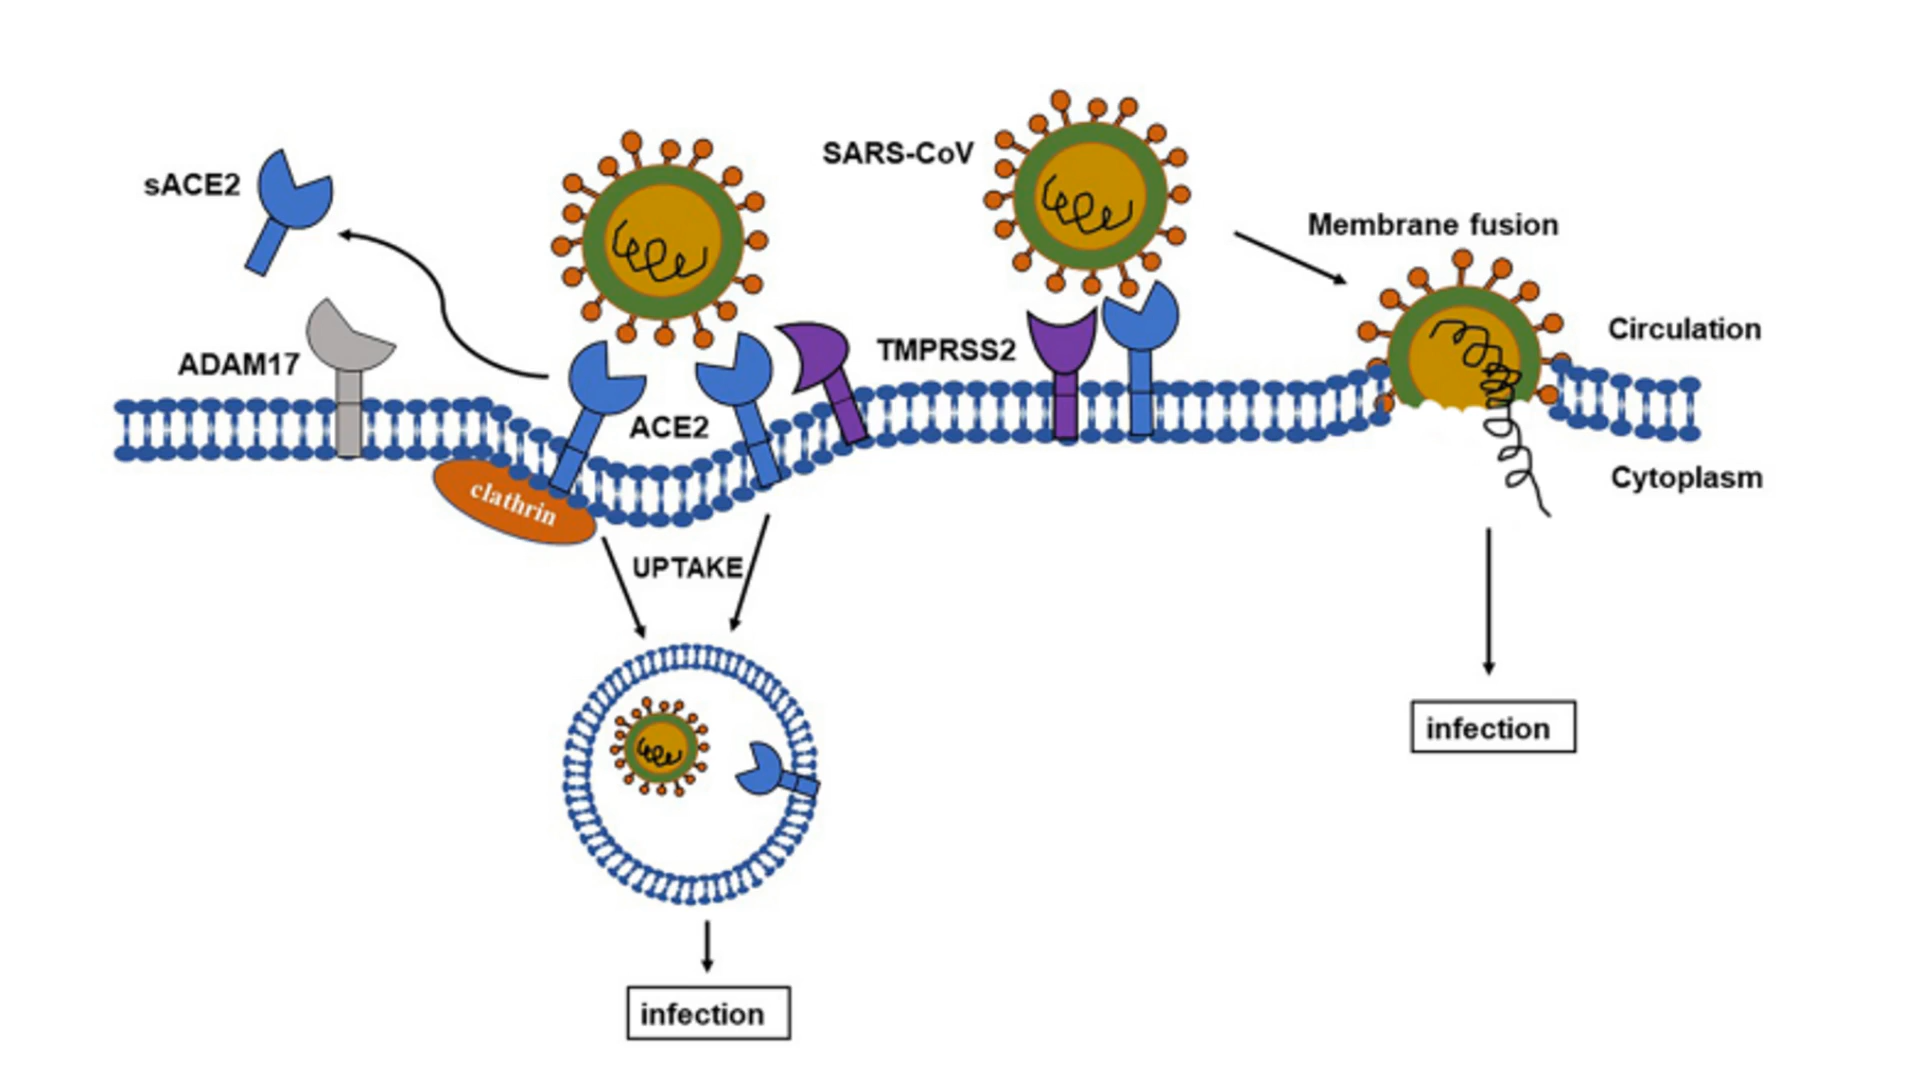 SARS-CoV
sACE2
Membrane fusion
Circulation
TMPRSS2
ADAM17
ACE2
Cytoplasm
clathrin
UPTAKE
infection
infection